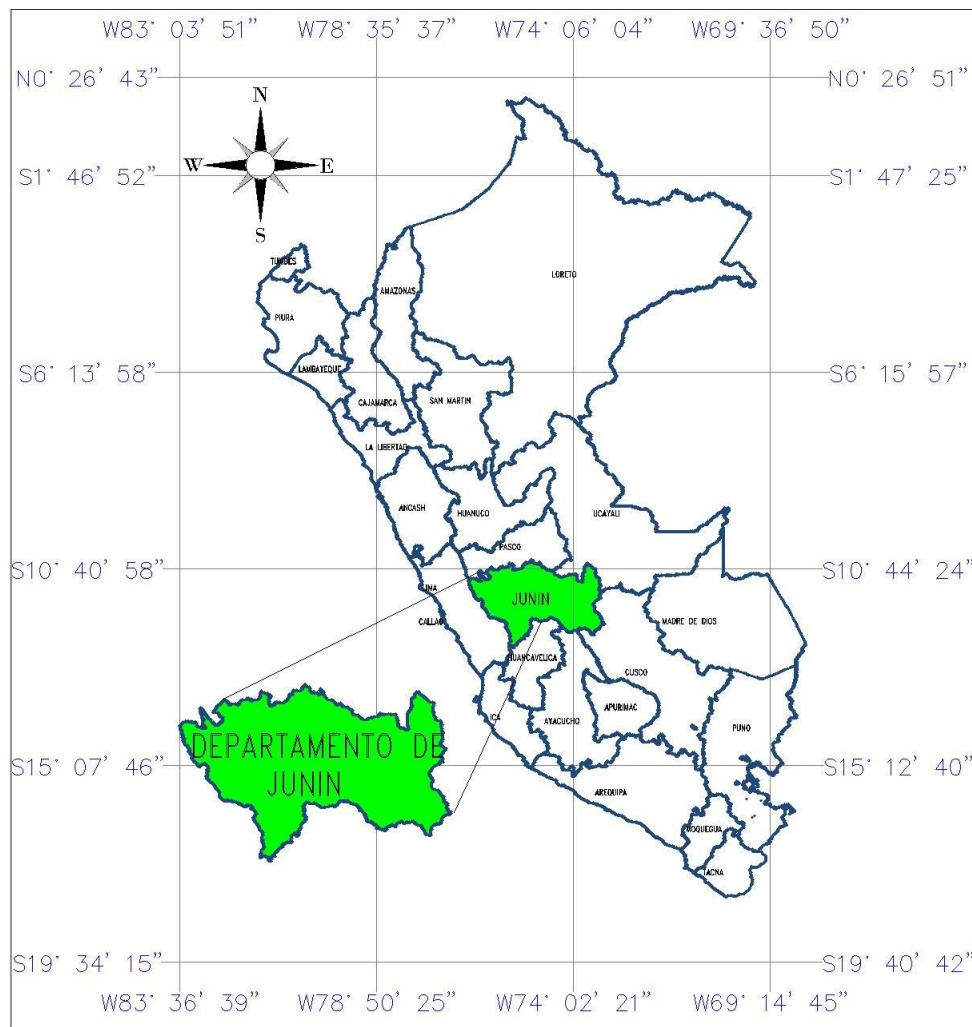 W83° 03’ 51” W78° 35’ 37” W74° 06’ 04” W69° 36’ 50”
N0° 26’ 43” N0° 26’ 51”
N
W E
S1° 46’ 52” S1° 47’ 25”
S
TUMBES
LORETO
AMAZONAS
PIURA
LAMBAYEQUE
S6° 13’ 58” S6° 15’ 57”
CAJAMARCA SAN MARTIN
LA LIBERTAD
ANCASH HUANUCO UCAYALI
PASCO
S10° 40’ 58” S10° 44’ 24”
LIMA JUNIN
CALLAO MADRE DE DIOS
HUANCAVELICA
CUSCO
APURIMAC
ICA AYACUCHO PUNO
DEPARTAMENTO DE
JUNIN
S15° 07’ 46” S15° 12’ 40”
AREQUIPA
MOQUEGUA
TACNA
S19° 34’ 15” S19° 40’ 42”
W83° 36’ 39” W78° 50’ 25” W74° 02’ 21” W69° 14’ 45”